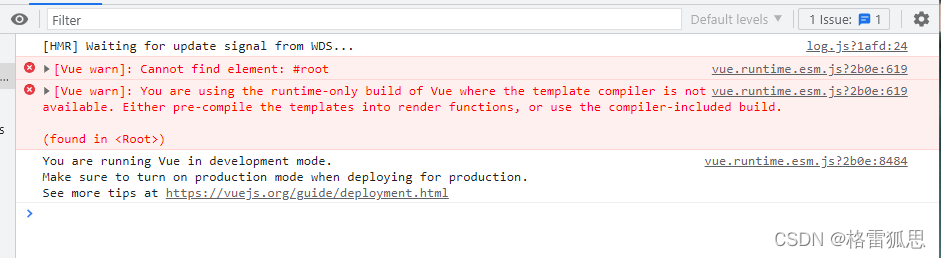 Filter
Default levels ▼
1 Issue: 1
[HMR] Waiting for update signal from WDS... log.js?1afd:24
▶[Vue warn]: Cannot find element: #root vue.runtime.esm.js?2b0e:619
▶[Vue warn]: You are using the runtime-only build of Vue where the template compiler is not vue.runtime.esm.js?2b0e:619
available. Either pre-compile the templates into render functions, or use the compiler-included build.
(found in <Root>)
You are running Vue in development mode. vue.runtime.esm.js?2b0e:8484
Make sure to turn on production mode when deploying for production.
See more tips at https://vuejs.org/guide/deployment.html
...
s
>
CSDN @格雷狐思